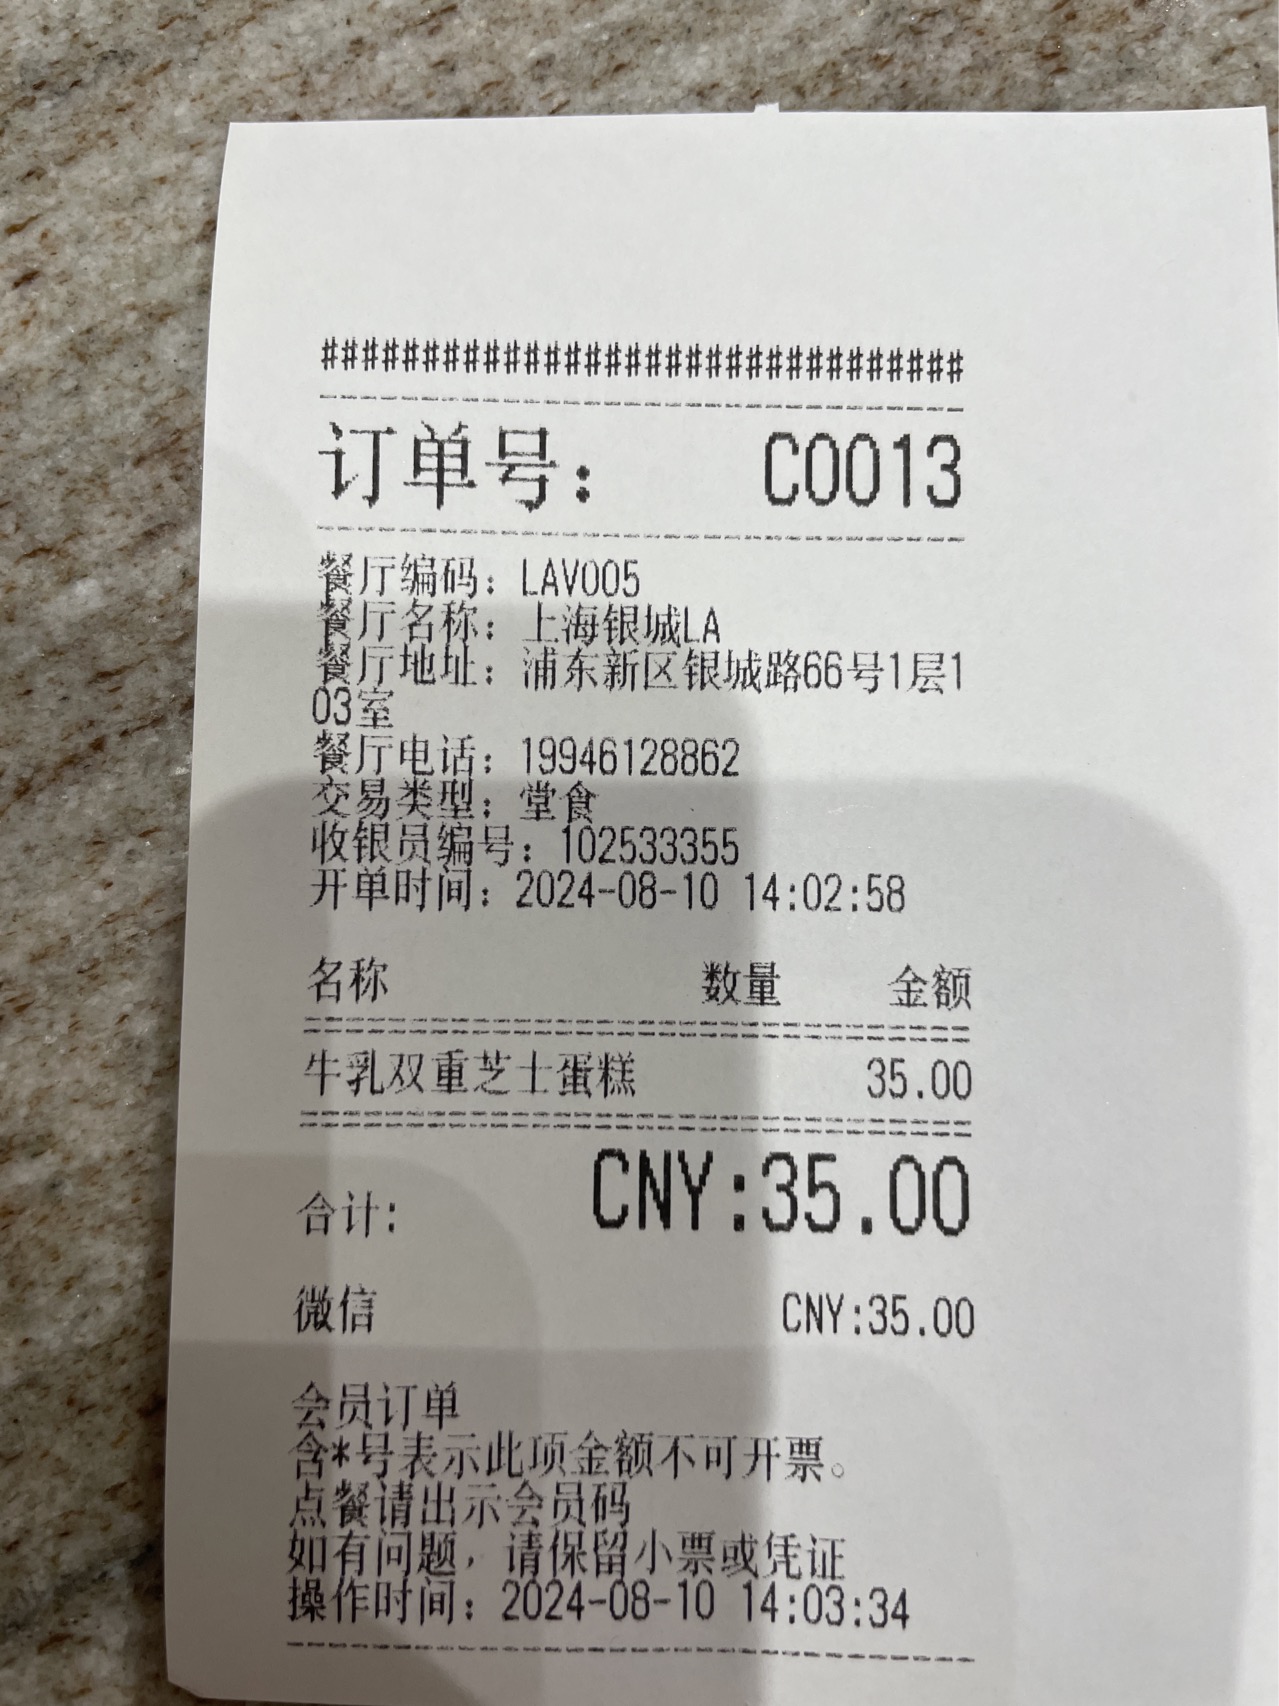 ################################
订单号： C0013
餐厅编码：LAV005
餐厅名称：上海银城LA
餐厅地址：浦东新区银城路66号1层1
03室
餐厅电话：19946128862
交易类型：堂食
收银员编号：102533355
开单时间：2024-08-10 14:02:58
名称 数量 金额
牛乳双重芝士蛋糕 35.00
合计： CNY:35.00
微信 CNY:35.00
会员订单
含*号表示此项金额不可开票。
点餐请出示会员码
如有问题，请保留小票或凭证
操作时间：2024-08-10 14:03:34